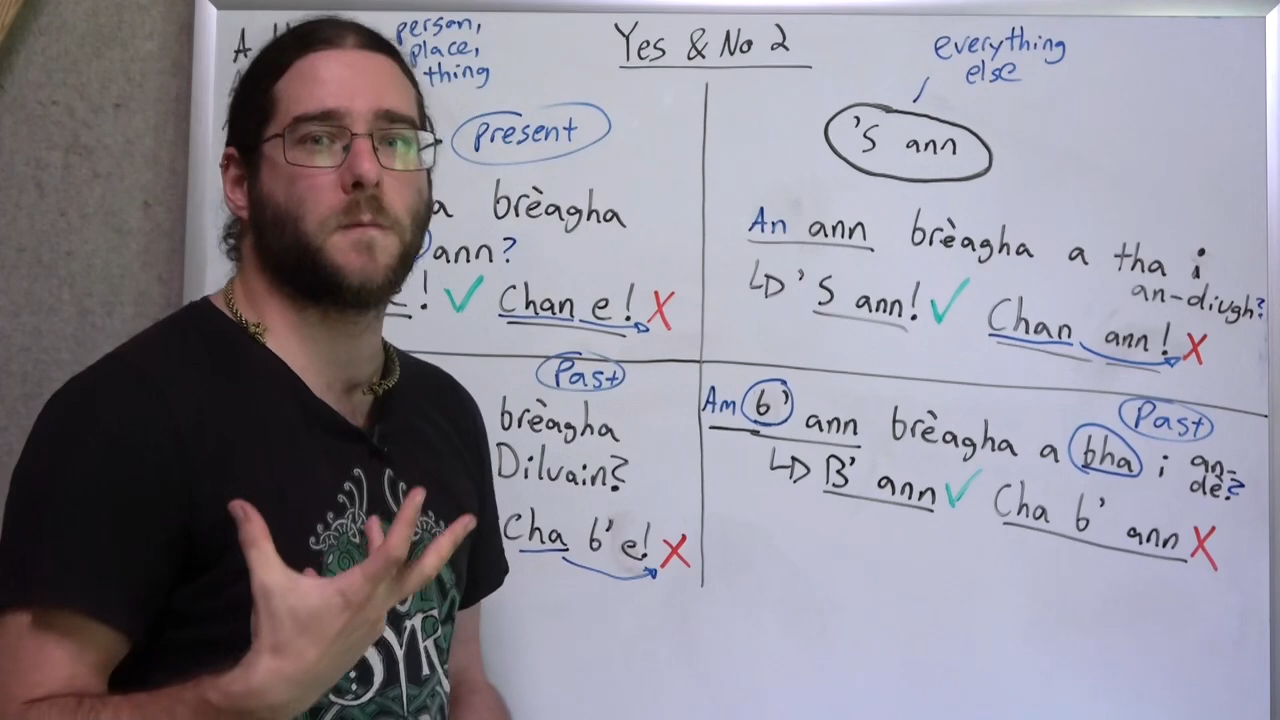 Yes & No 2
person,
place,
thing
present
a brèagha
ann?
! ✓ Chan e! X
everything
else
'S ann
An ann brèagha a tha i
an-diugh?
↳ 'S ann! ✓ Chan ann! X
Past
brèagha
Dilvain?
Cha b' e! X
Past
Am b' ann brèagha a bha i an-
dè?
↳ B' ann ✓ Cha b' ann X